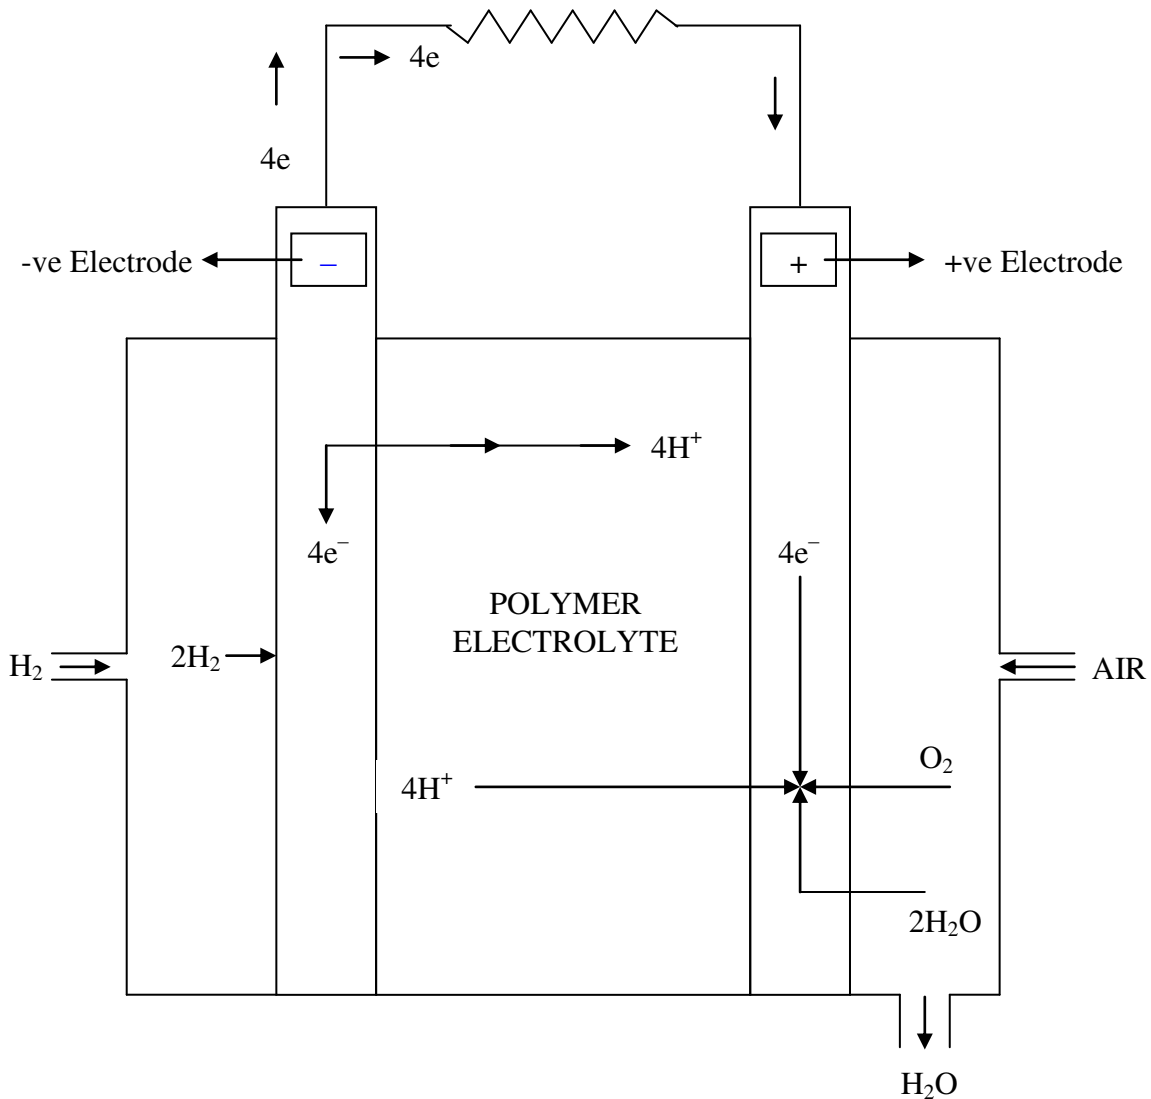 4e
4e
-ve Electrode
–
+
+ve Electrode
4H⁺
4e⁻
4e⁻
POLYMER
ELECTROLYTE
H₂
2H₂
AIR
O₂
4H⁺
2H₂O
H₂O